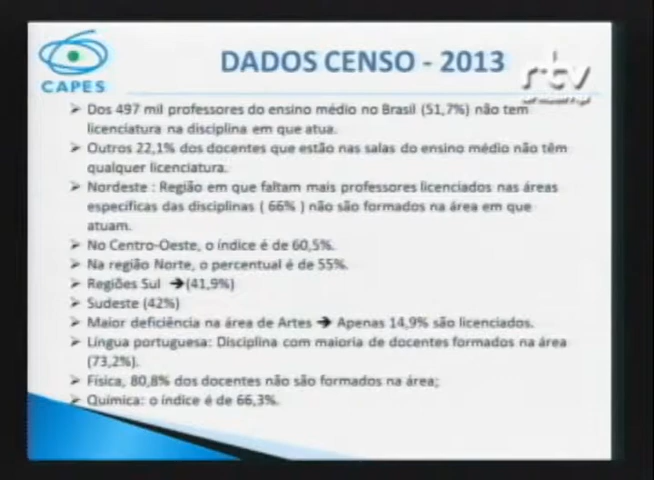 CAPES
DADOS CENSO - 2013
rtv
➢ Dos 497 mil professores do ensino médio no Brasil (51,7%) não tem
licenciatura na disciplina em que atua.
➢ Outros 22,1% dos docentes que estão nas salas do ensino médio não têm
qualquer licenciatura.
➢ Nordeste : Região em que faltam mais professores licenciados nas áreas
específicas das disciplinas ( 66% ) não são formados na área em que
atuam.
➢ No Centro-Oeste, o índice é de 60,5%.
➢ Na região Norte, o percentual é de 55%.
➢ Regiões Sul ➔(41,9%)
➢ Sudeste (42%)
➢ Maior deficiência na área de Artes ➔ Apenas 14,9% são licenciados.
➢ Língua portuguesa: Disciplina com maioria de docentes formados na área
(73,2%).
➢ Física, 80,8% dos docentes não são formados na área;
➢ Química: o índice é de 66,3%.